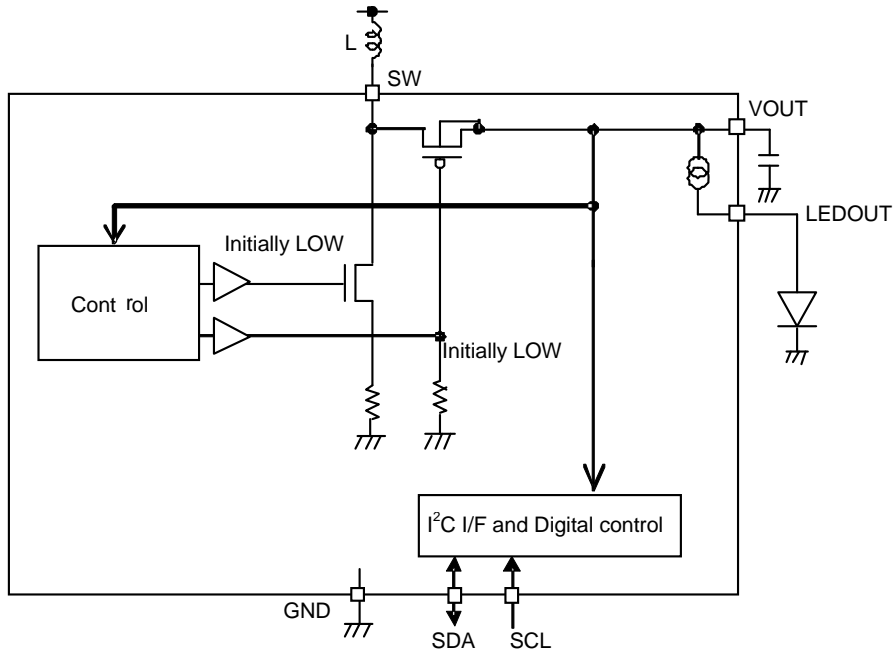 L
SW
VOUT
LEDOUT
Initially LOW
Cont rol
Initially LOW
I²C I/F and Digital control
GND
SDA
SCL